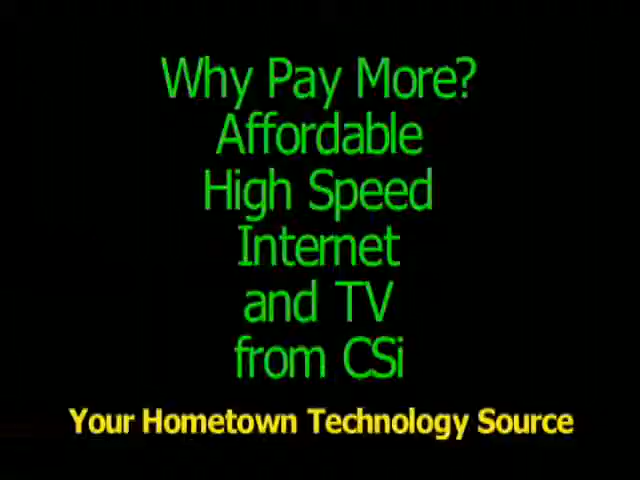 Why Pay More?
Affordable
High Speed
Internet
and TV
from CSi
Your Hometown Technology Source